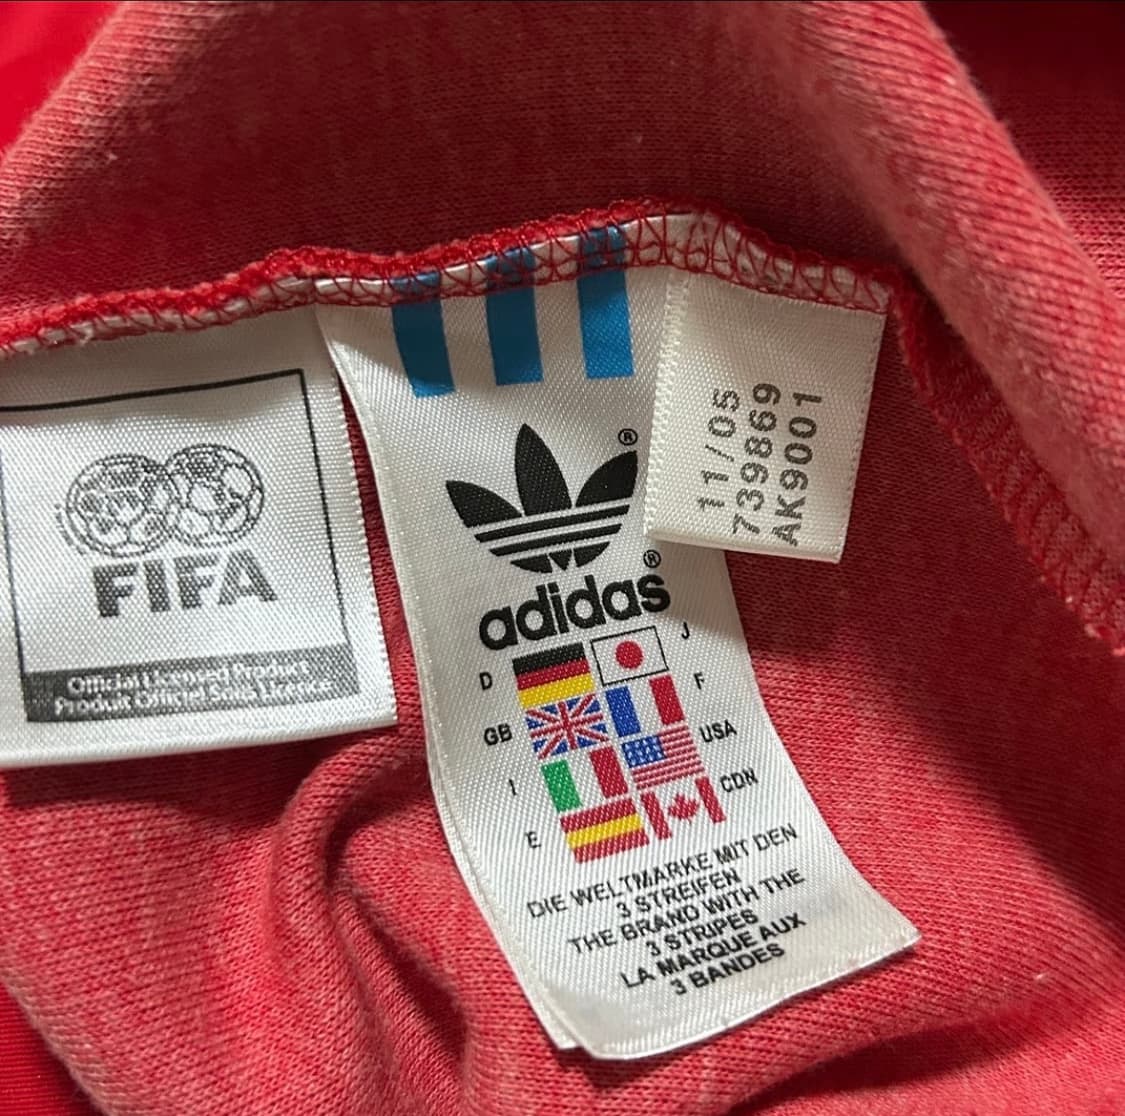 FIFA
Official Licensed Product
Produit Officiel Sous Licence
®
adidas®
D
J
GB
F
I
USA
E
CDN
DIE WELTMARKE MIT DEN
3 STREIFEN
THE BRAND WITH THE
3 STRIPES
LA MARQUE AUX
3 BANDES
11/05
739869
AK9001